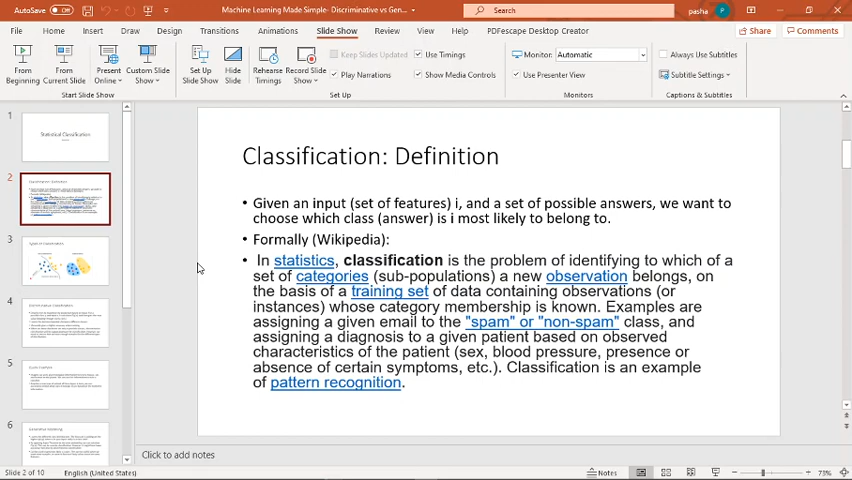 AutoSave Off
Machine Learning Made Simple- Discriminative vs Gen...
Search
pasha P
File Home Insert Draw Design Transitions Animations Slide Show Review View Help PDFescape Desktop Creator Share Comments
From Beginning
From Current Slide
Present Online
Custom Slide Show
Set Up Slide Show
Hide Slide
Rehearse Timings
Record Slide Show
Keep Slides Updated
Play Narrations
Use Timings
Show Media Controls
Monitor: Automatic
Use Presenter View
Always Use Subtitles
Subtitle Settings
Start Slide Show
Set Up
Monitors
Captions & Subtitles
1
Statistical Classification
2
3
4
5
6
Classification: Definition
• Given an input (set of features) i, and a set of possible answers, we want to
choose which class (answer) is i most likely to belong to.
• Formally (Wikipedia):
• In statistics, classification is the problem of identifying to which of a
set of categories (sub-populations) a new observation belongs, on
the basis of a training set of data containing observations (or
instances) whose category membership is known. Examples are
assigning a given email to the "spam" or "non-spam" class, and
assigning a diagnosis to a given patient based on observed
characteristics of the patient (sex, blood pressure, presence or
absence of certain symptoms, etc.). Classification is an example
of pattern recognition.
Click to add notes
Slide 2 of 10 English (United States) Notes 73%